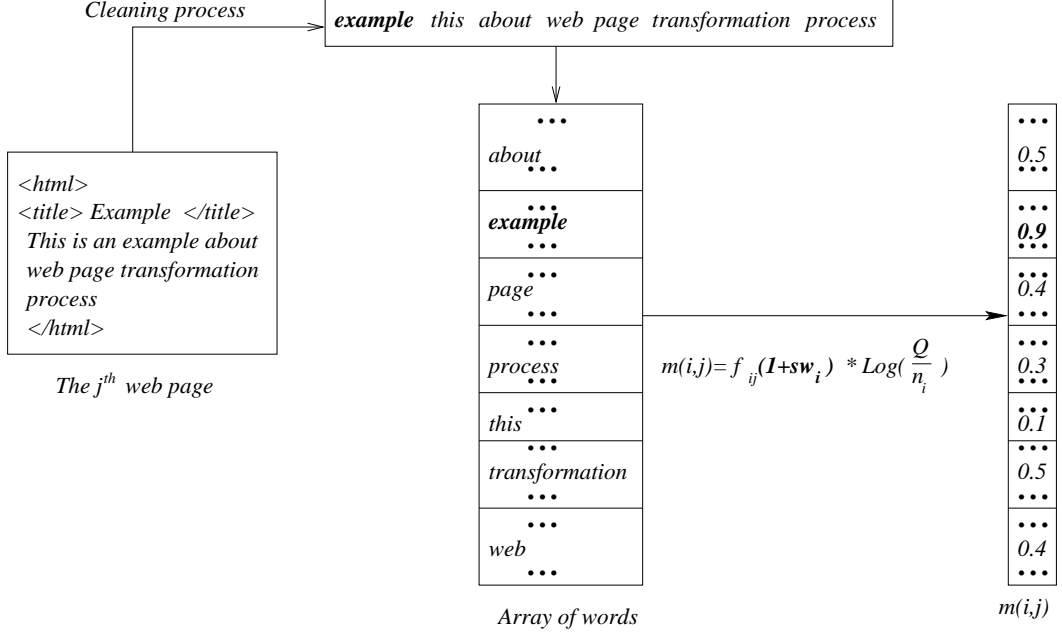 Cleaning process
example this about web page transformation process
<html>
<title> Example </title>
This is an example about
web page transformation
process
</html>
The jth web page
•••
about
•••
•••
example
•••
•••
page
•••
process
•••
•••
this
•••
transformation
•••
•••
web
•••
Array of words
m(i,j)= f ij(1+sw i) * Log( Q
n i )
•••
0.5
•••
•••
0.9
•••
•••
0.4
•••
•••
0.3
•••
•••
0.1
•••
0.5
•••
•••
0.4
•••
m(i,j)